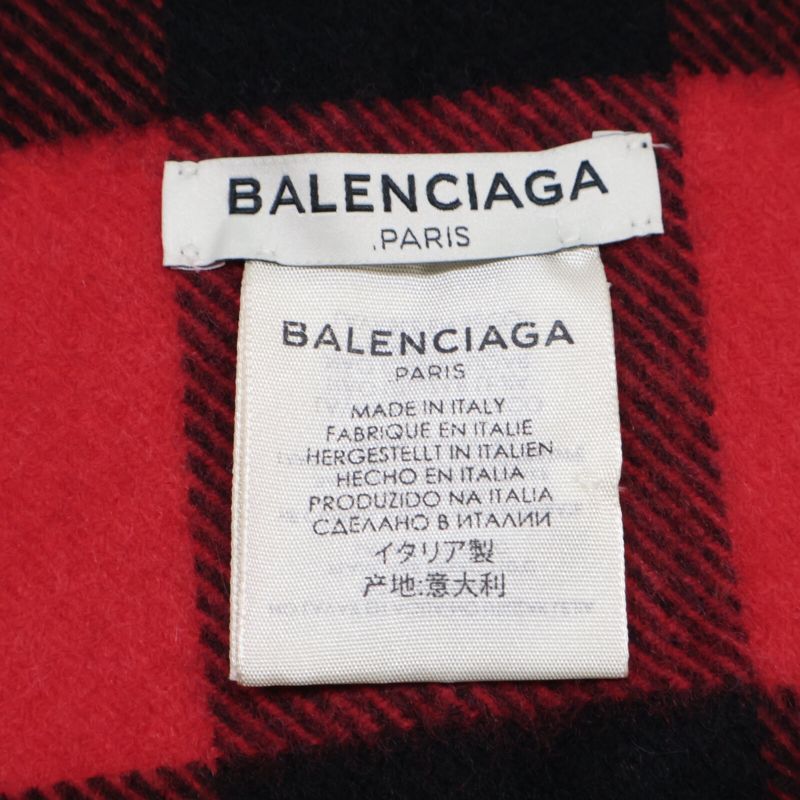 BALENCIAGA
.PARIS
BALENCIAGA
.PARIS
MADE IN ITALY
FABRIQUE EN ITALIE
HERGESTELLT IN ITALIEN
HECHO EN ITALIA
PRODUZIDO NA ITALIA
СДЕЛАНО В ИТАЛИИ
イタリア製
产地:意大利